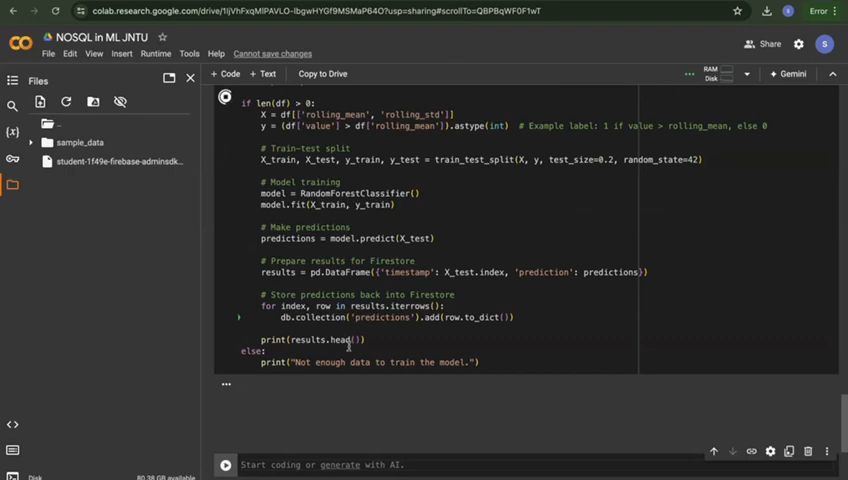 colab.research.google.com/drive/1ljVhFxqMlPAVLO-lbgwHYGf9MSMaP64O?usp=sharing#scrollTo=QBPBqWF0F1wT
Error
NOSQL in ML JNTU
File Edit View Insert Runtime Tools Help Cannot save changes
Share
S
Files
+ Code + Text Copy to Drive
RAM
Disk
Gemini
..
sample_data
student-1f49e-firebase-adminsdk...
if len(df) > 0:
X = df[['rolling_mean', 'rolling_std']]
y = (df['value'] > df['rolling_mean']).astype(int) # Example label: 1 if value > rolling_mean, else 0
# Train-test split
X_train, X_test, y_train, y_test = train_test_split(X, y, test_size=0.2, random_state=42)
# Model training
model = RandomForestClassifier()
model.fit(X_train, y_train)
# Make predictions
predictions = model.predict(X_test)
# Prepare results for Firestore
results = pd.DataFrame({'timestamp': X_test.index, 'prediction': predictions})
# Store predictions back into Firestore
for index, row in results.iterrows():
db.collection('predictions').add(row.to_dict())
print(results.head())
else:
print("Not enough data to train the model.")
...
Start coding or generate with AI.
Disk 80.38 GB available